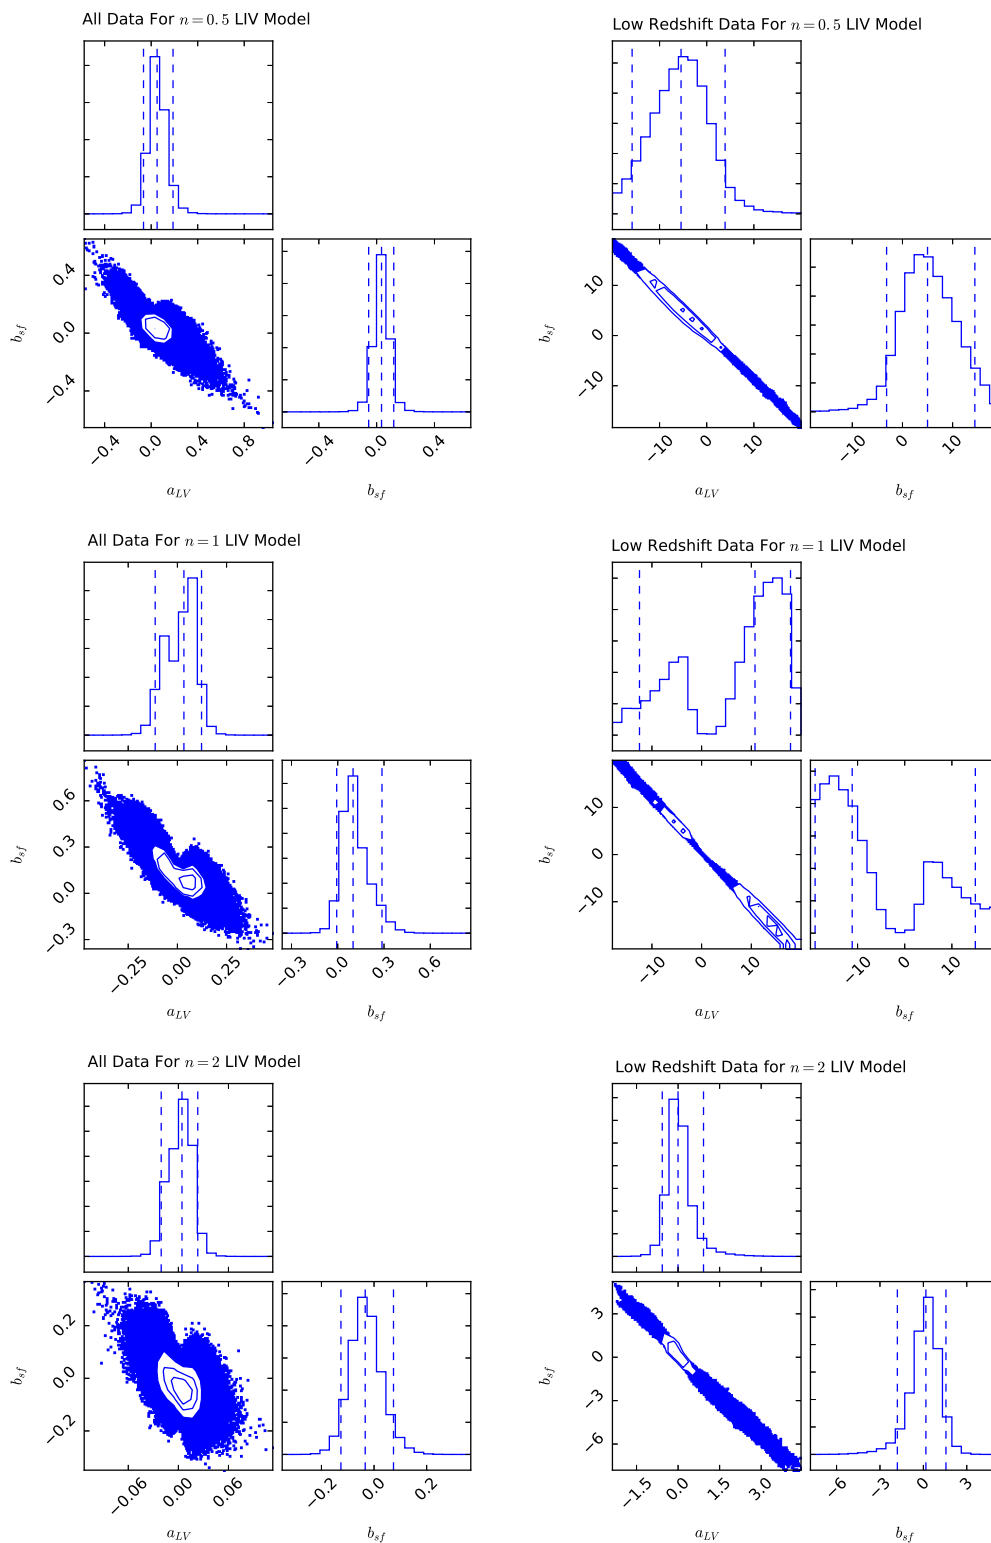 All Data For n = 0.5 LIV Model
Low Redshift Data For n = 0.5 LIV Model
b_sf
0.4
0.0
−0.4
−0.4
0.0
0.4
0.8
a_LV
−0.4
0.0
0.4
b_sf
b_sf
10
0
−10
−10
0
10
a_LV
−10
0
10
b_sf
All Data For n = 1 LIV Model
Low Redshift Data For n = 1 LIV Model
b_sf
0.6
0.3
0.0
−0.3
−0.25
0.00
0.25
a_LV
−0.3
0.0
0.3
0.6
b_sf
b_sf
10
0
−10
−10
0
10
a_LV
−10
0
10
b_sf
All Data For n = 2 LIV Model
Low Redshift Data for n = 2 LIV Model
b_sf
0.2
0.0
−0.2
−0.06
0.00
0.06
a_LV
−0.2
0.0
0.2
b_sf
b_sf
3
0
−3
−6
−1.5
0.0
1.5
3.0
a_LV
−6
−3
0
3
b_sf